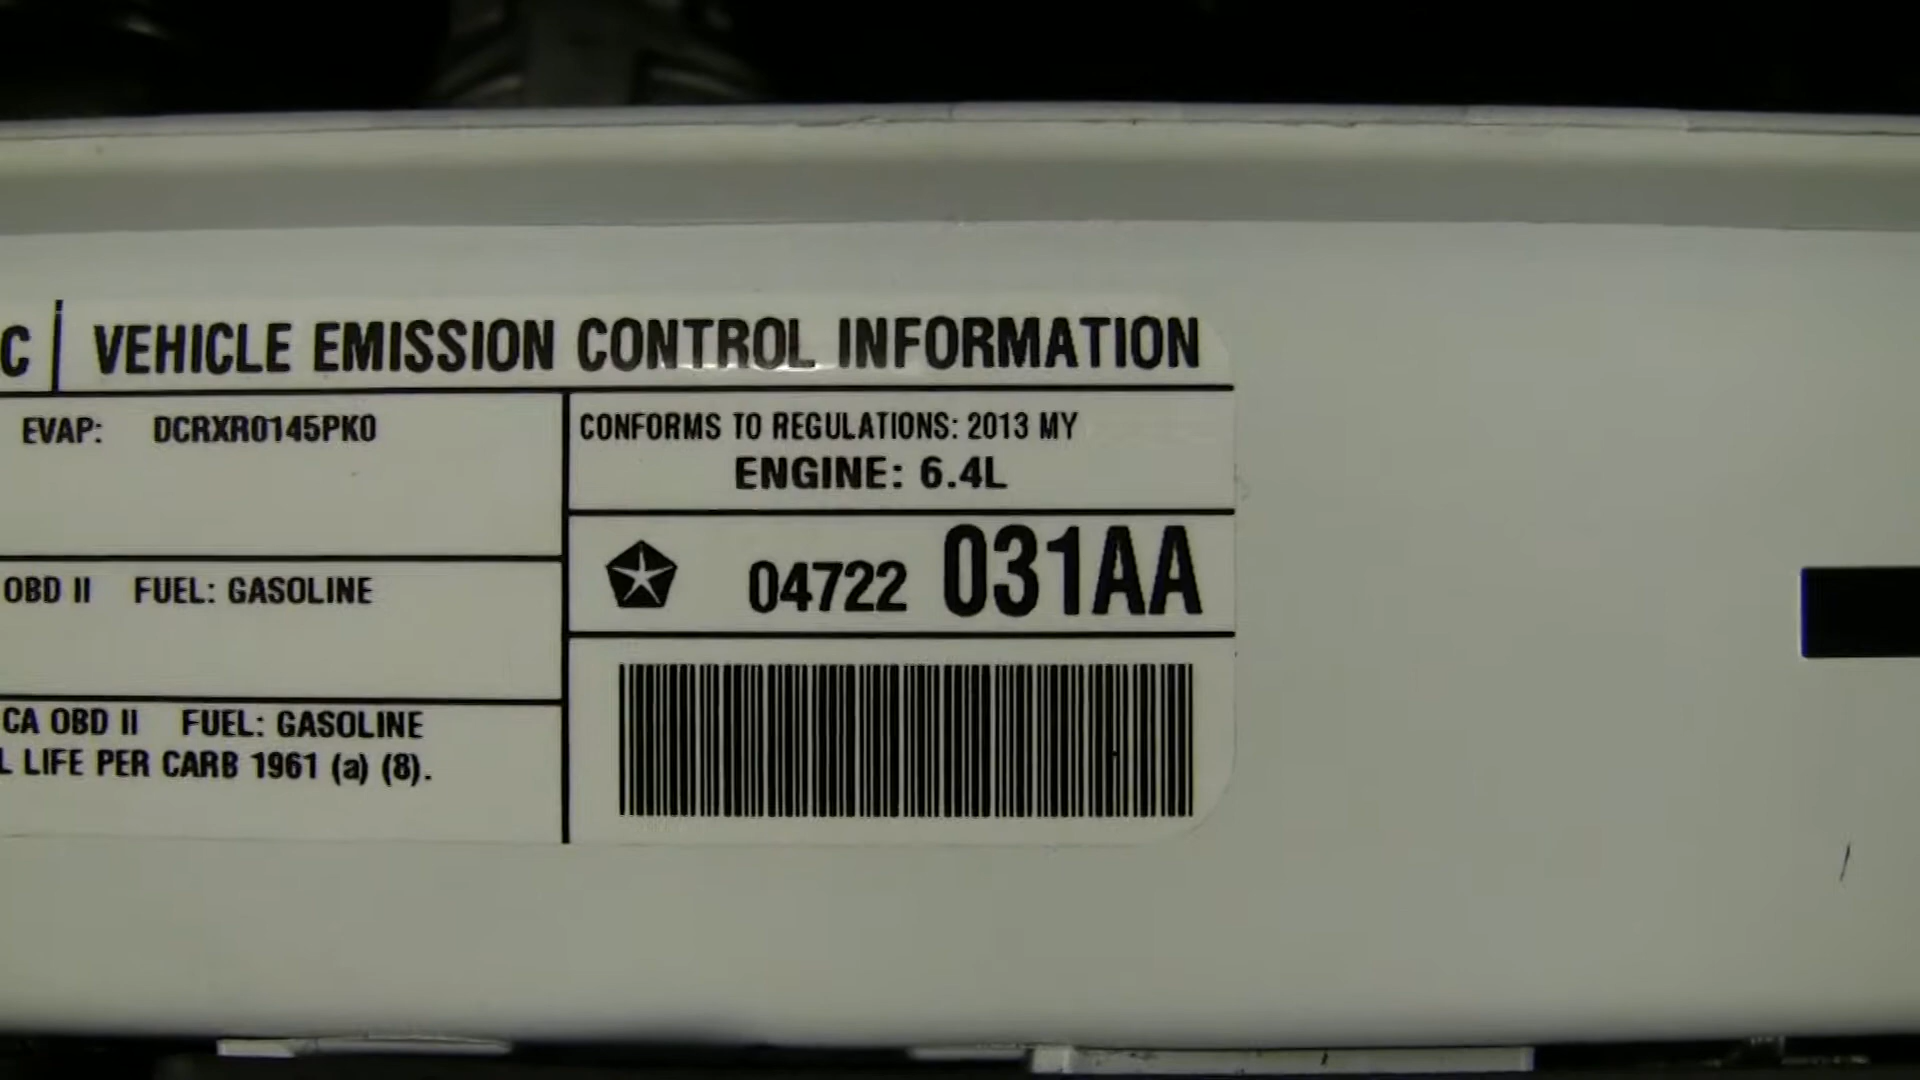 C VEHICLE EMISSION CONTROL INFORMATION
EVAP: DCRXR0145PK0
CONFORMS TO REGULATIONS: 2013 MY
ENGINE: 6.4L
04722 031AA
OBD II FUEL: GASOLINE
CA OBD II FUEL: GASOLINE
L LIFE PER CARB 1961 (a) (8).